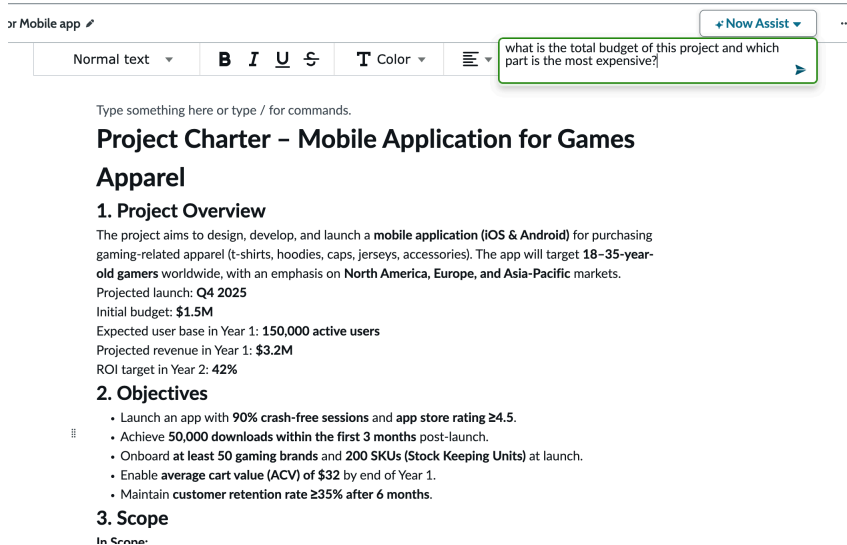 or Mobile app
Now Assist
Normal text
B I U S
T Color
what is the total budget of this project and which
part is the most expensive?
Type something here or type / for commands.
Project Charter – Mobile Application for Games
Apparel
1. Project Overview
The project aims to design, develop, and launch a mobile application (iOS & Android) for purchasing
gaming-related apparel (t-shirts, hoodies, caps, jerseys, accessories). The app will target 18–35-year-
old gamers worldwide, with an emphasis on North America, Europe, and Asia-Pacific markets.
Projected launch: Q4 2025
Initial budget: $1.5M
Expected user base in Year 1: 150,000 active users
Projected revenue in Year 1: $3.2M
ROI target in Year 2: 42%
2. Objectives
• Launch an app with 90% crash-free sessions and app store rating ≥4.5.
• Achieve 50,000 downloads within the first 3 months post-launch.
• Onboard at least 50 gaming brands and 200 SKUs (Stock Keeping Units) at launch.
• Enable average cart value (ACV) of $32 by end of Year 1.
• Maintain customer retention rate ≥35% after 6 months.
3. Scope
In Scope: